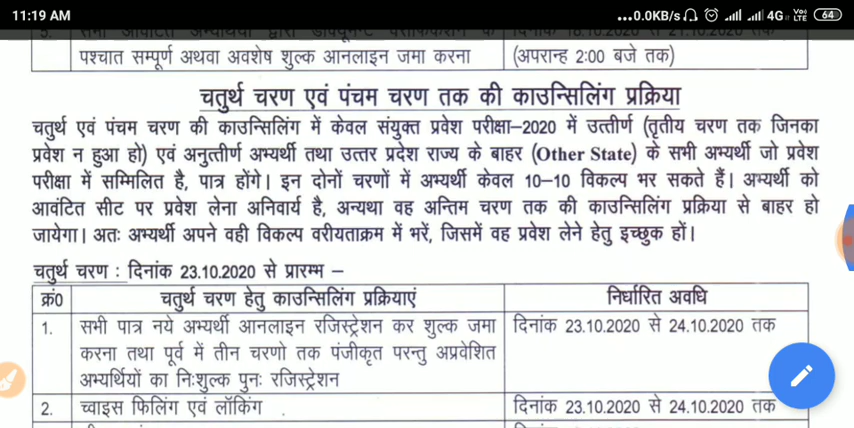 11:19 AM
...0.0KB/s 4G Vo) LTE 64
पश्चात सम्पूर्ण अथवा अवशेष शुल्क आनलाइन जमा करना (अपरान्ह 2:00 बजे तक)
चतुर्थ चरण एवं पंचम चरण तक की काउन्सिलिंग प्रक्रिया
चतुर्थ एवं पंचम चरण की काउन्सिलिंग में केवल संयुक्त प्रवेश परीक्षा–2020 में उत्तीर्ण (तृतीय चरण तक जिनका
प्रवेश न हुआ हो) एवं अनुत्तीर्ण अभ्यर्थी तथा उत्तर प्रदेश राज्य के बाहर (Other State) के सभी अभ्यर्थी जो प्रवेश
परीक्षा में सम्मिलित है, पात्र होंगे। इन दोनों चरणों में अभ्यर्थी केवल 10–10 विकल्प भर सकते हैं। अभ्यर्थी को
आवंटित सीट पर प्रवेश लेना अनिवार्य है, अन्यथा वह अन्तिम चरण तक की काउन्सिलिंग प्रक्रिया से बाहर हो
जायेगा। अतः अभ्यर्थी अपने वही विकल्प वरीयताक्रम में भरें, जिसमें वह प्रवेश लेने हेतु इच्छुक हों।
चतुर्थ चरण : दिनांक 23.10.2020 से प्रारम्भ –
क्रं0 चतुर्थ चरण हेतु काउन्सिलिंग प्रक्रियाएं निर्धारित अवधि
1. सभी पात्र नये अभ्यर्थी आनलाइन रजिस्ट्रेशन कर शुल्क जमा दिनांक 23.10.2020 से 24.10.2020 तक
करना तथा पूर्व में तीन चरणो तक पंजीकृत परन्तु अप्रवेशित
अभ्यर्थियों का निःशुल्क पुनः रजिस्ट्रेशन
2. च्वाइस फिलिंग एवं लॉकिंग . दिनांक 23.10.2020 से 24.10.2020 तक